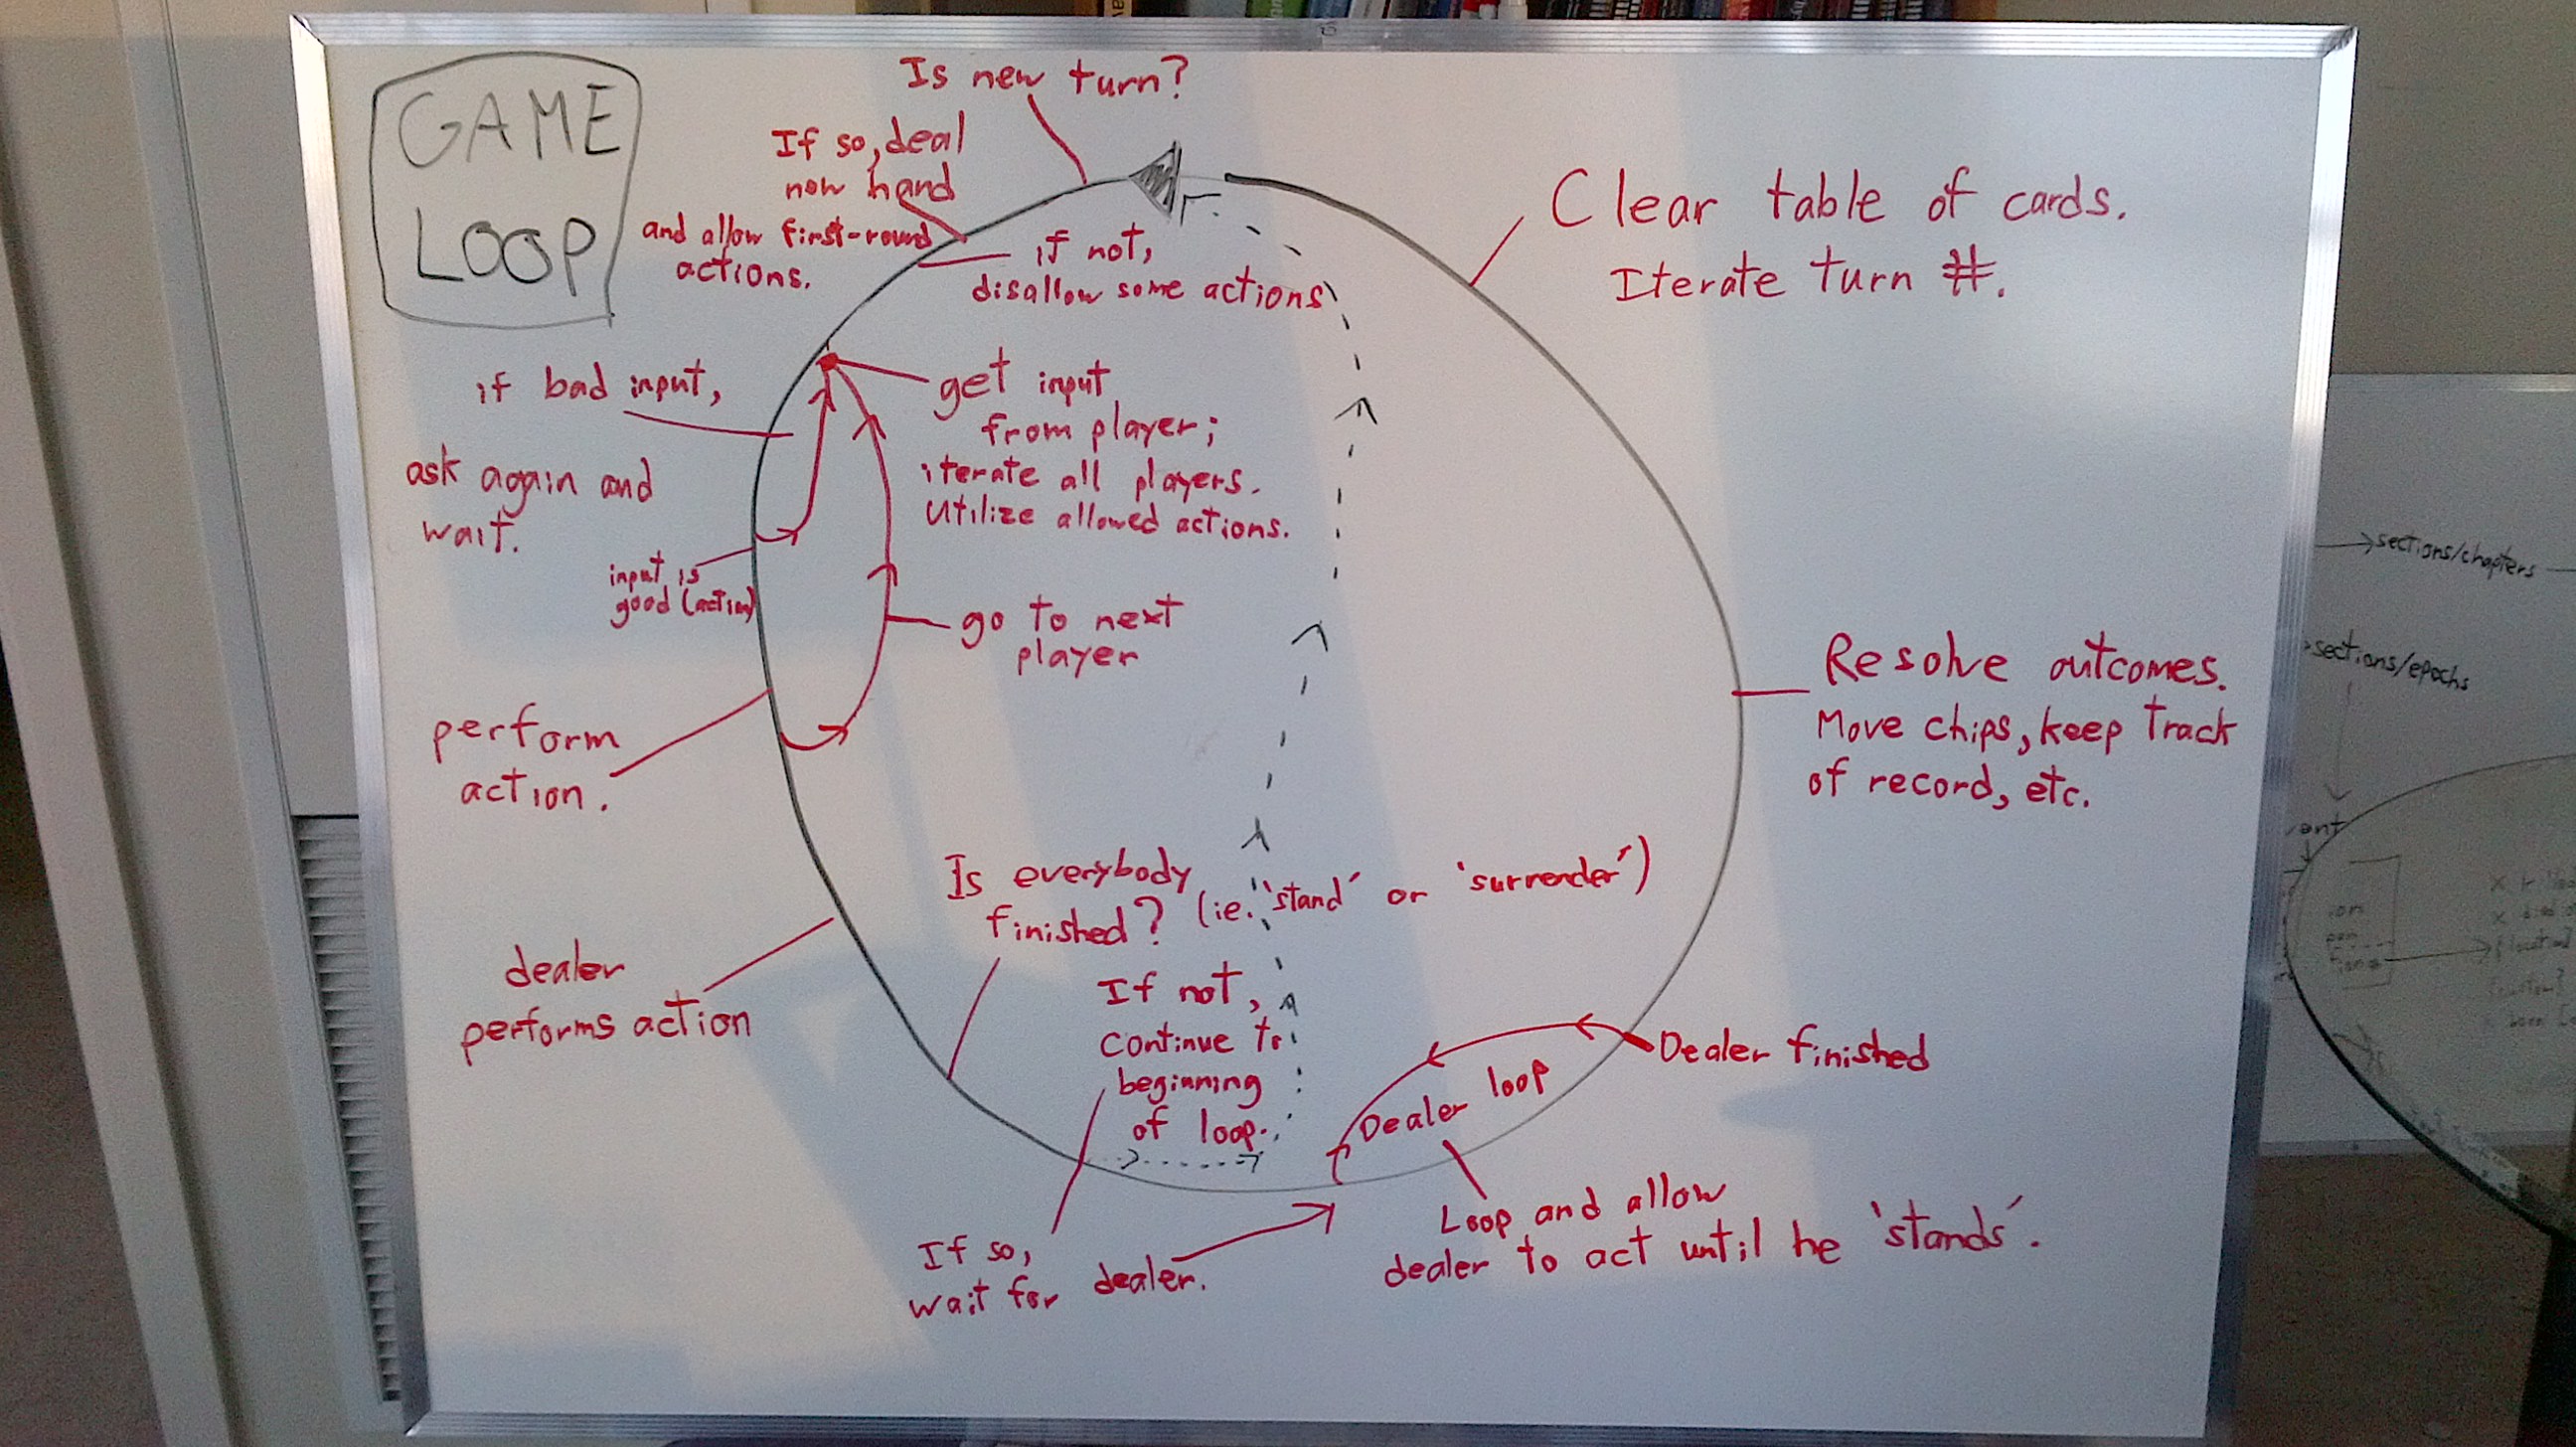 GAME
LOOP
Is new turn?
If so, deal
new hand
and allow first-round
actions.
if not,
disallow some actions
get input
from player;
iterate all players.
Utilize allowed actions.
if bad input,
ask again and
wait.
input is
good (action)
go to next
player
perform
action.
dealer
performs action
Is everybody
finished? (ie. 'stand' or 'surrender')
If not,
continue to
beginning
of loop.
If so,
wait for dealer.
Dealer loop
Loop and allow
dealer to act until he 'stands'.
Dealer finished
Resolve outcomes.
Move chips, keep track
of record, etc.
Clear table of cards.
Iterate turn #.
sections/chapters
sections/epochs